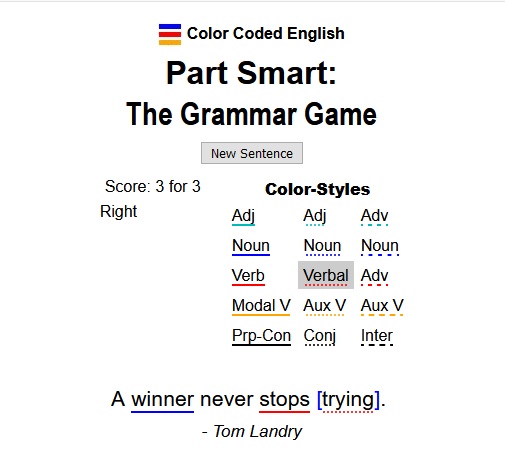 Color Coded English
Part Smart:
The Grammar Game
New Sentence
Score: 3 for 3
Right
Color-Styles
Adj Adj Adv
Noun Noun Noun
Verb Verbal Adv
Modal V Aux V Aux V
Prp-Con Conj Inter
A winner never stops [trying].
- Tom Landry